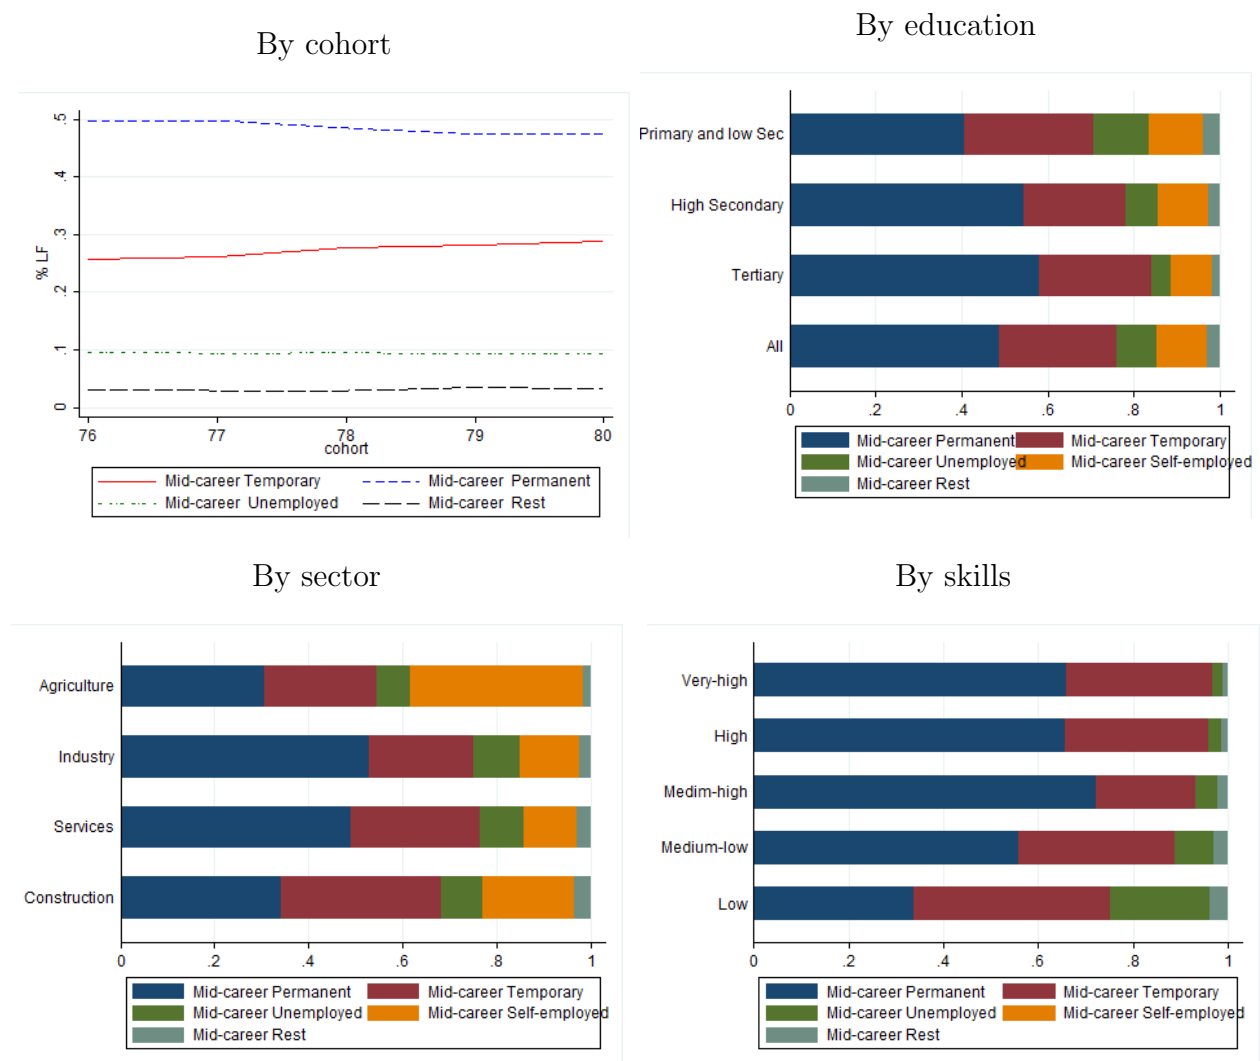 By cohort
.5
.4
.3
.2
.1
0
% LF
76 77 78 79 80
cohort
Mid-career Temporary Mid-career Permanent
Mid-career Unemployed Mid-career Rest
By education
Primary and low Sec
High Secondary
Tertiary
All
0 .2 .4 .6 .8 1
Mid-career Permanent Mid-career Temporary
Mid-career Unemployed Mid-career Self-employed
Mid-career Rest
By sector
Agriculture
Industry
Services
Construction
0 .2 .4 .6 .8 1
Mid-career Permanent Mid-career Temporary
Mid-career Unemployed Mid-career Self-employed
Mid-career Rest
By skills
Very-high
High
Medim-high
Medium-low
Low
0 .2 .4 .6 .8 1
Mid-career Permanent Mid-career Temporary
Mid-career Unemployed Mid-career Self-employed
Mid-career Rest